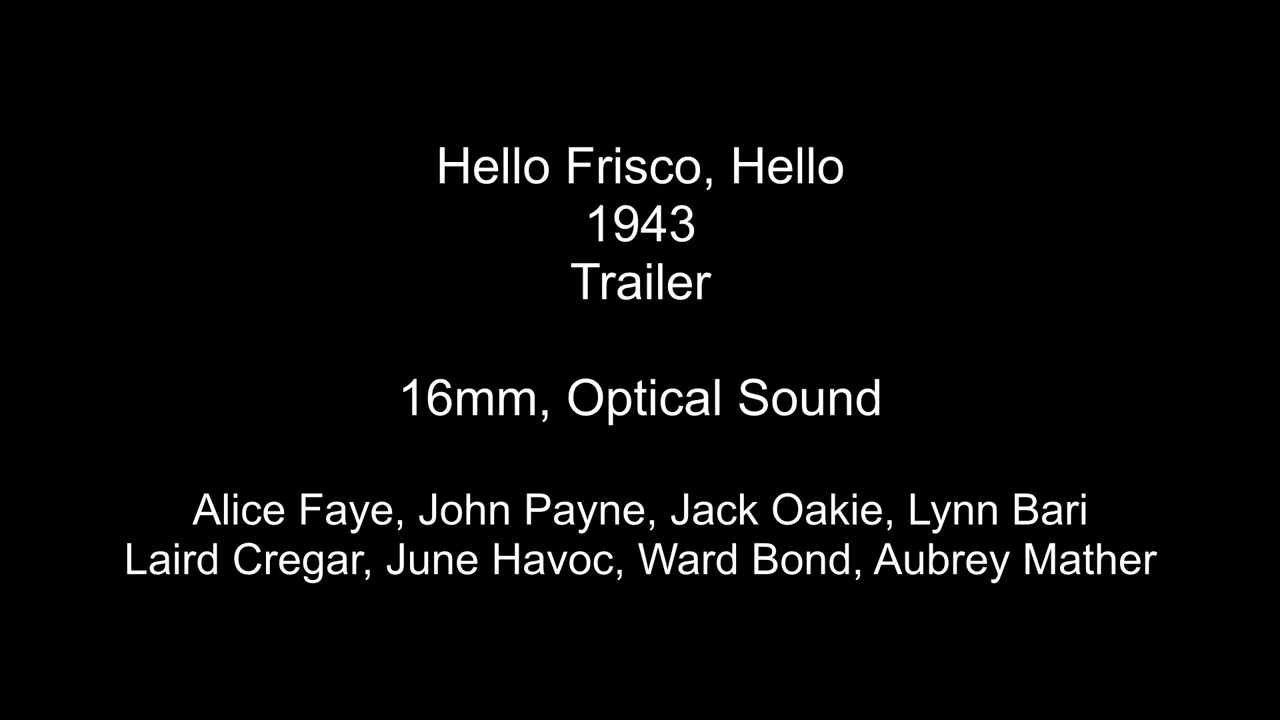 Hello Frisco, Hello
1943
Trailer
16mm, Optical Sound
Alice Faye, John Payne, Jack Oakie, Lynn Bari
Laird Cregar, June Havoc, Ward Bond, Aubrey Mather